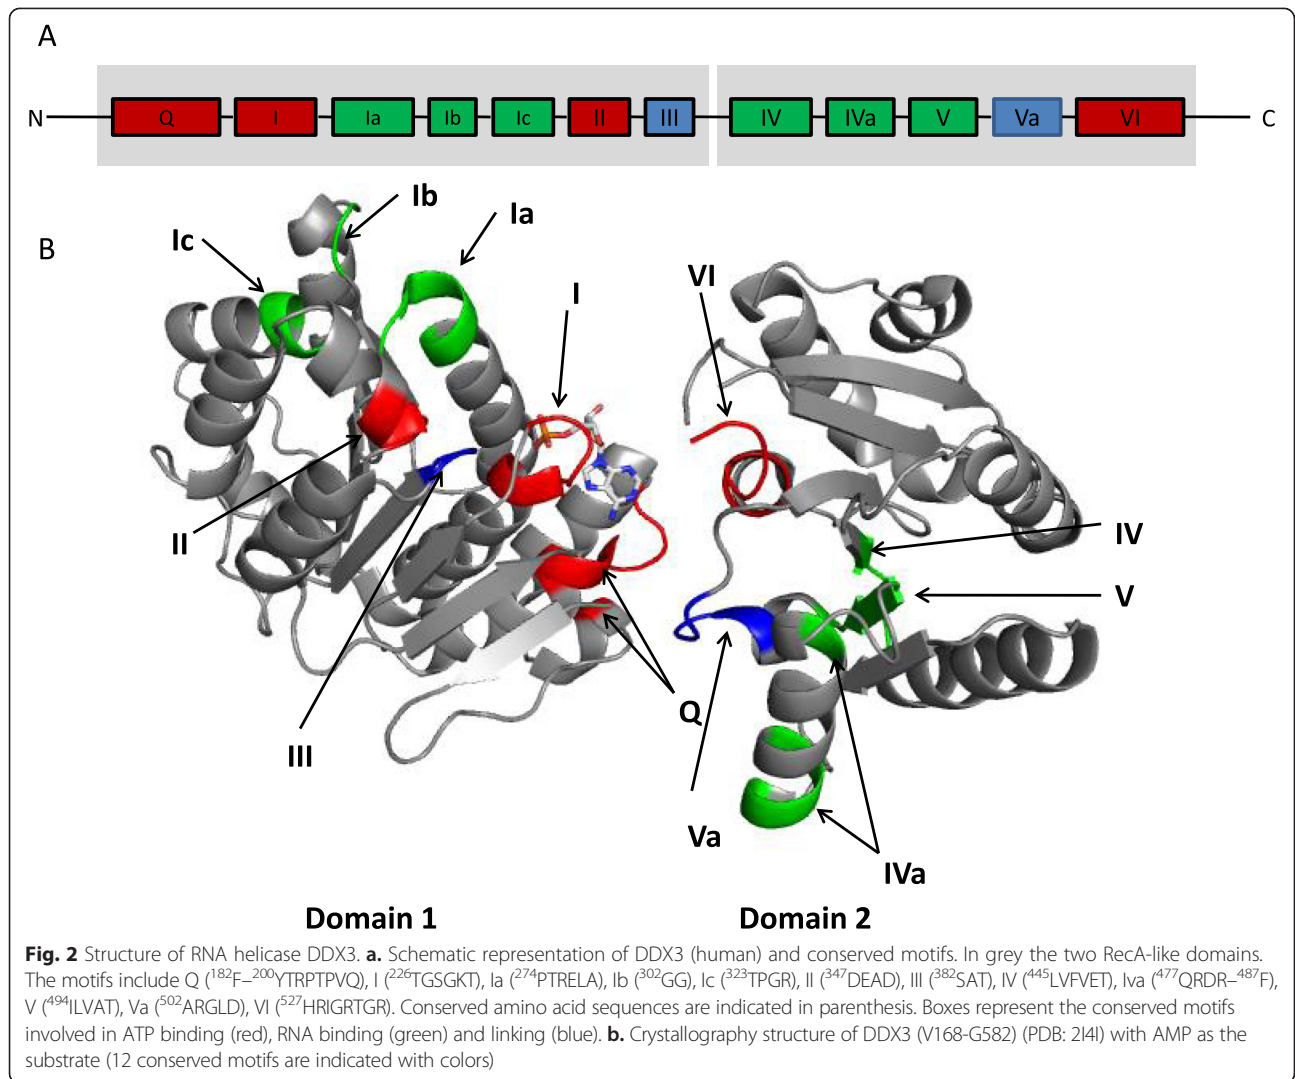 A
N Q I Ia Ib Ic II III IV IVa V Va VI C
B
Ib
Ia
Ic
I
VI
II
IV
V
III
Q
Va
IVa
Domain 1 Domain 2
Fig. 2 Structure of RNA helicase DDX3. a. Schematic representation of DDX3 (human) and conserved motifs. In grey the two RecA-like domains.
The motifs include Q (¹⁸²F–²⁰⁰YTRPTPVQ), I (²²⁶TGSGKT), Ia (²⁷⁴PTRELA), Ib (³⁰²GG), Ic (³²³TPGR), II (³⁴⁷DEAD), III (³⁸²SAT), IV (⁴⁴⁵LVFVET), Iva (⁴⁷⁷QRDR–⁴⁸⁷F),
V (⁴⁹⁴ILVAT), Va (⁵⁰²ARGLD), VI (⁵²⁷HRIGRTGR). Conserved amino acid sequences are indicated in parenthesis. Boxes represent the conserved motifs
involved in ATP binding (red), RNA binding (green) and linking (blue). b. Crystallography structure of DDX3 (V168-G582) (PDB: 2I4I) with AMP as the
substrate (12 conserved motifs are indicated with colors)